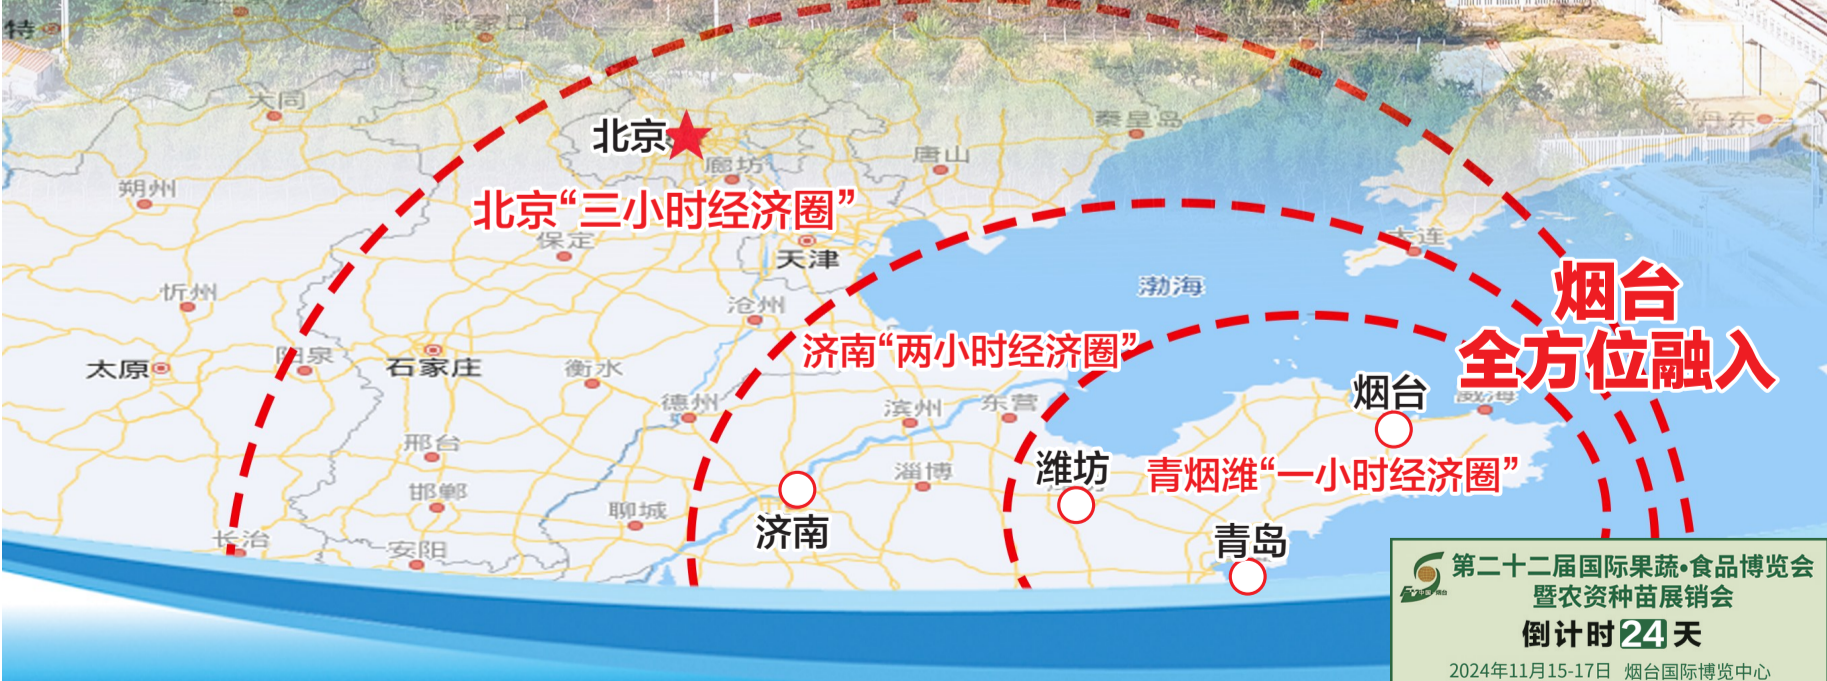 特
大同
北京
秦皇岛
丹东
廊坊
唐山
朔州
北京“三小时经济圈”
保定
大连
天津
忻州
渤海
沧州
烟台
全方位融入
济南“两小时经济圈”
太原
阳泉
石家庄
衡水
烟台
威海
德州
滨州
东营
邢台
潍坊
青烟潍“一小时经济圈”
淄博
邯郸
聊城
济南
长治
安阳
青岛
第二十二届国际果蔬•食品博览会
暨农资种苗展销会
倒计时24天
2024年11月15-17日 烟台国际博览中心